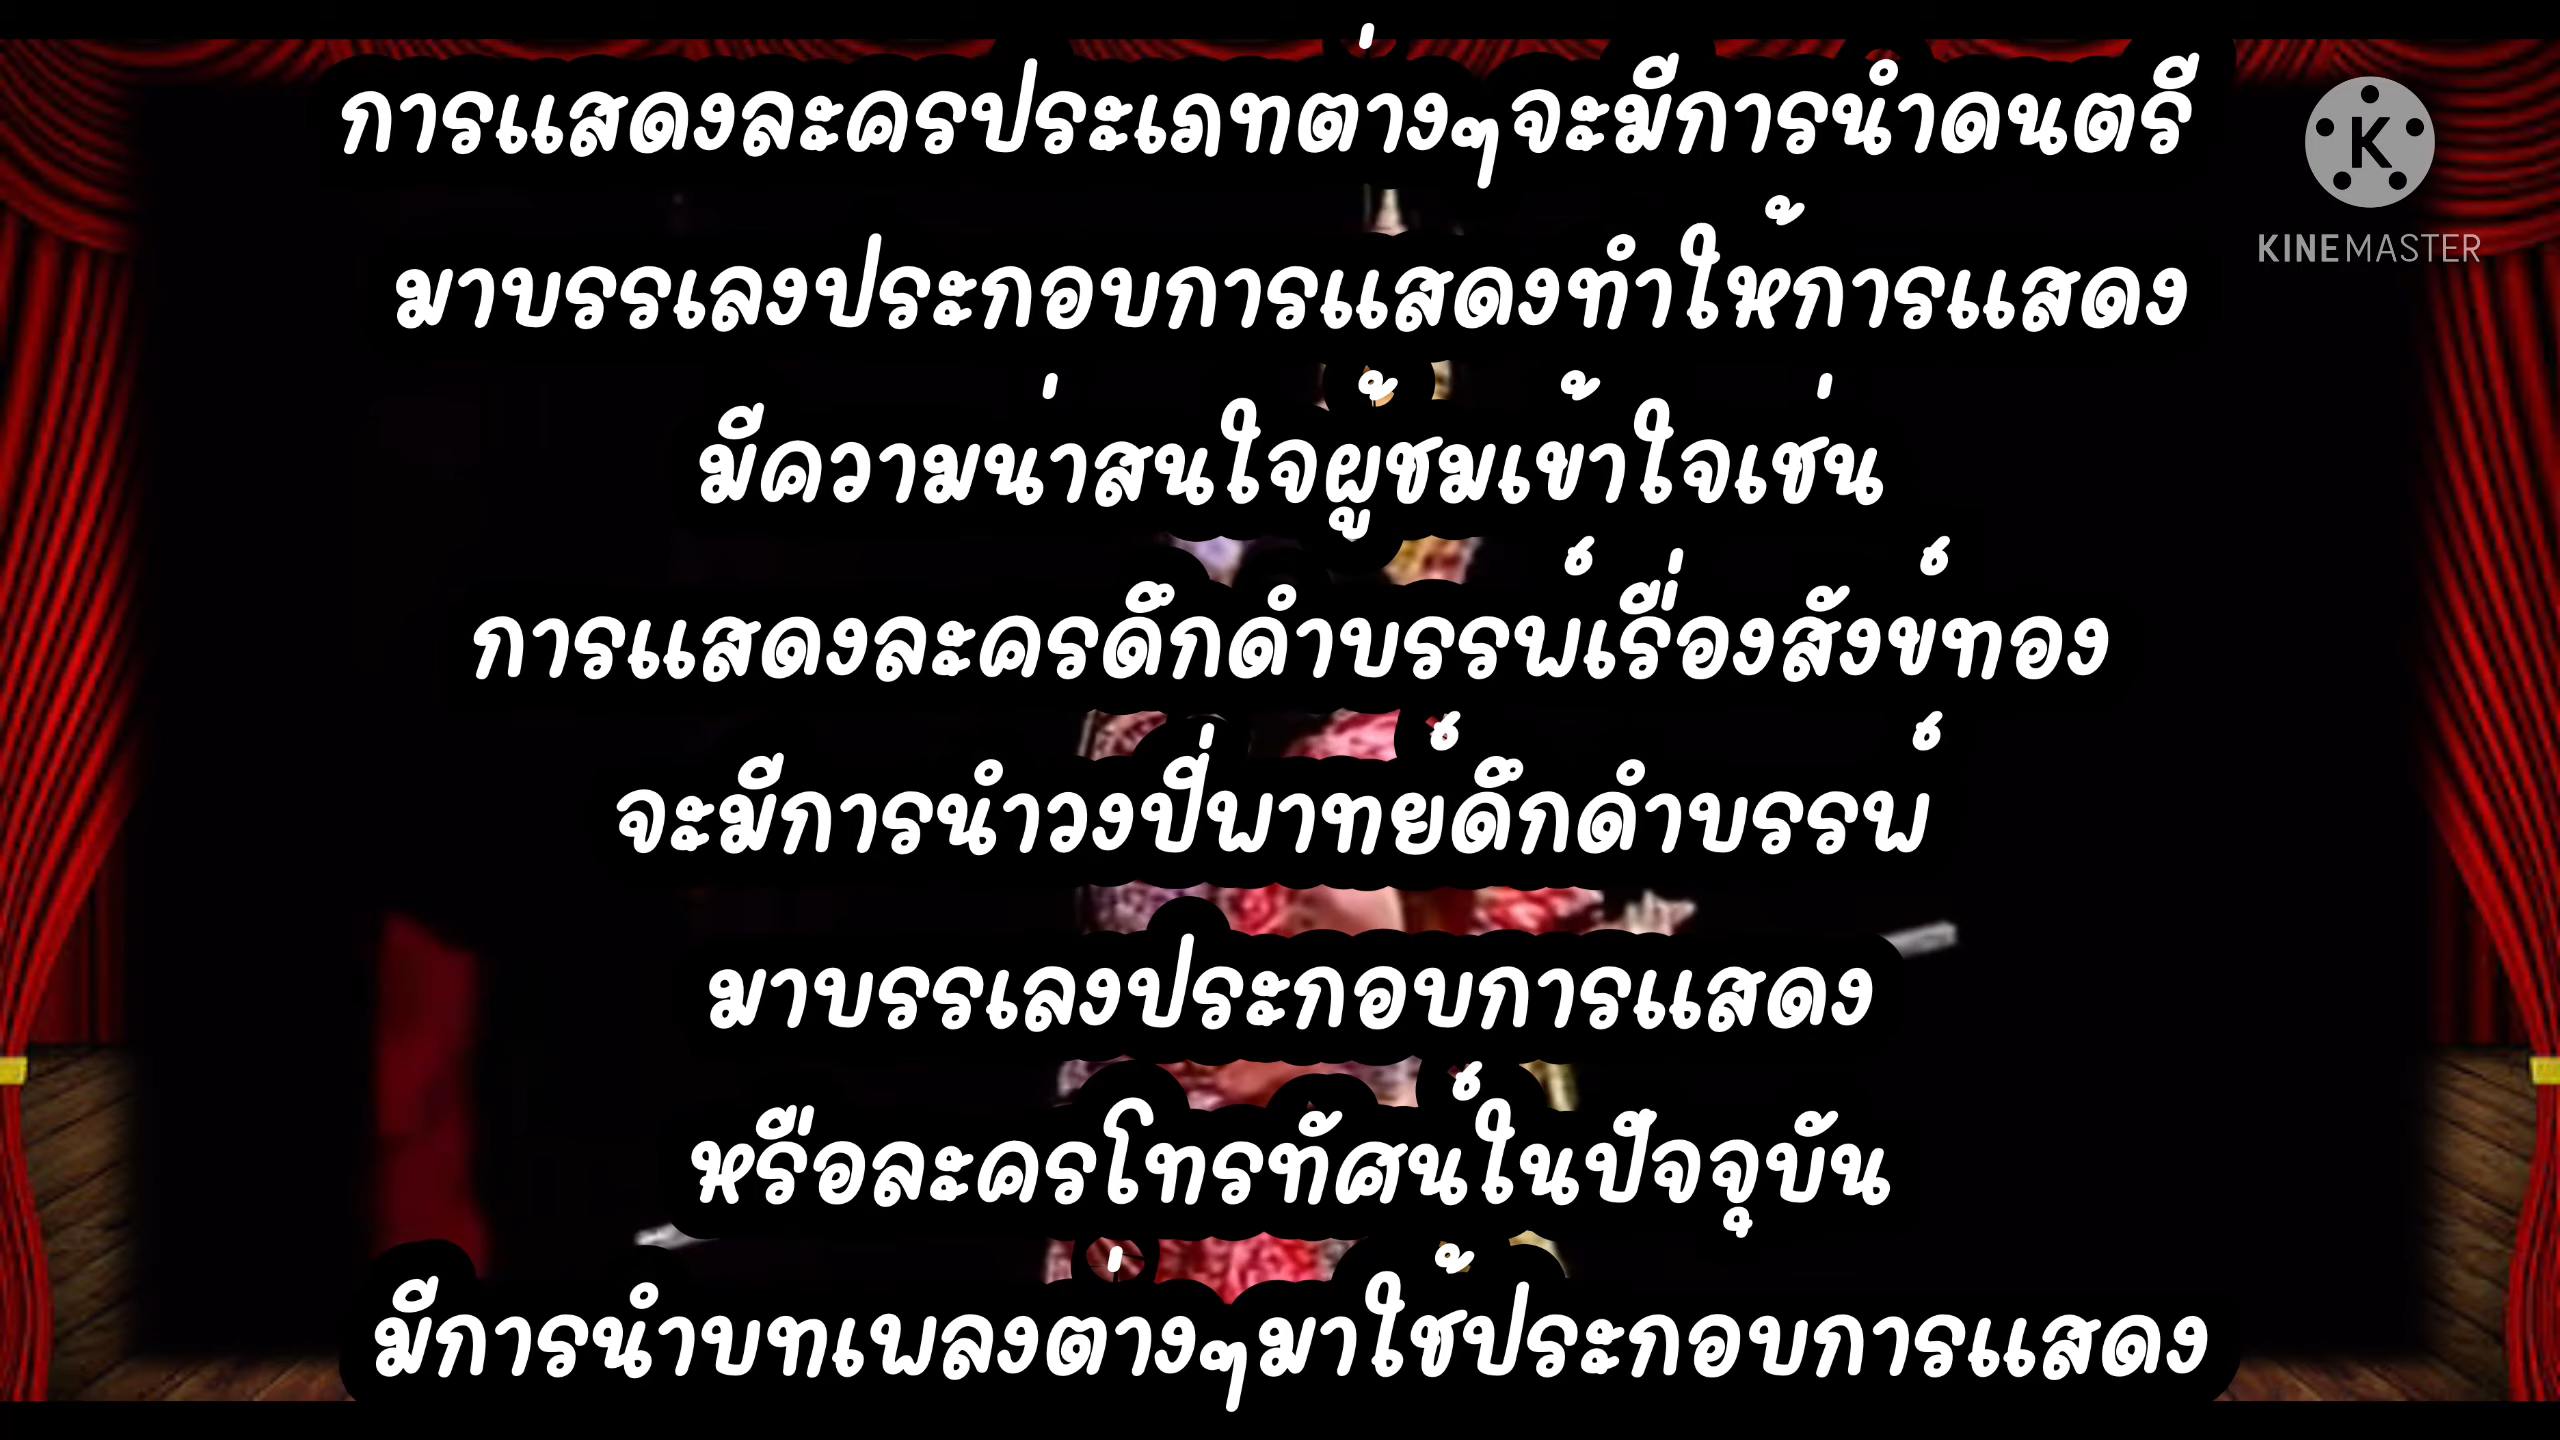 การแสดงละครประเภทต่างๆจะมีการนำดนตรี
มาบรรเลงประกอบการแสดงทำให้การแสดง
มีความน่าสนใจผู้ชมเข้าใจเช่น
การแสดงละครดึกดำบรรพ์เรื่องสังข์ทอง
จะมีการนำวงปี่พาทย์ดึกดำบรรพ์
มาบรรเลงประกอบการแสดง
หรือละครโทรทัศน์ในปัจจุบัน
มีการนำบทเพลงต่างๆมาใช้ประกอบการแสดง
K
KINEMASTER